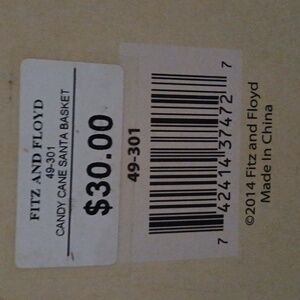 FITZ AND FLOYD
49-301
CANDY CANE SANTA BASKET
$30.00
49-301
7 42414 37472 7
©2014 Fitz and Floyd
Made In China